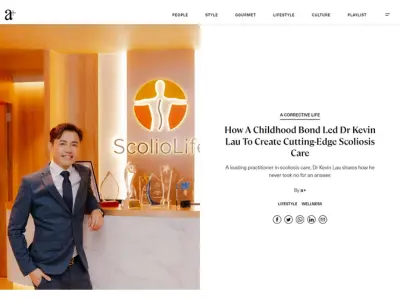 a+
PEOPLE
STYLE
GOURMET
LIFESTYLE
CULTURE
PLAYLIST
ScolioLife
A CORRECTIVE LIFE
How A Childhood Bond Led Dr Kevin
Lau To Create Cutting-Edge Scoliosis
Care
A leading practitioner in scoliosis care, Dr Kevin Lau shares how he
never took no for an answer.
By a+
LIFESTYLE WELLNESS